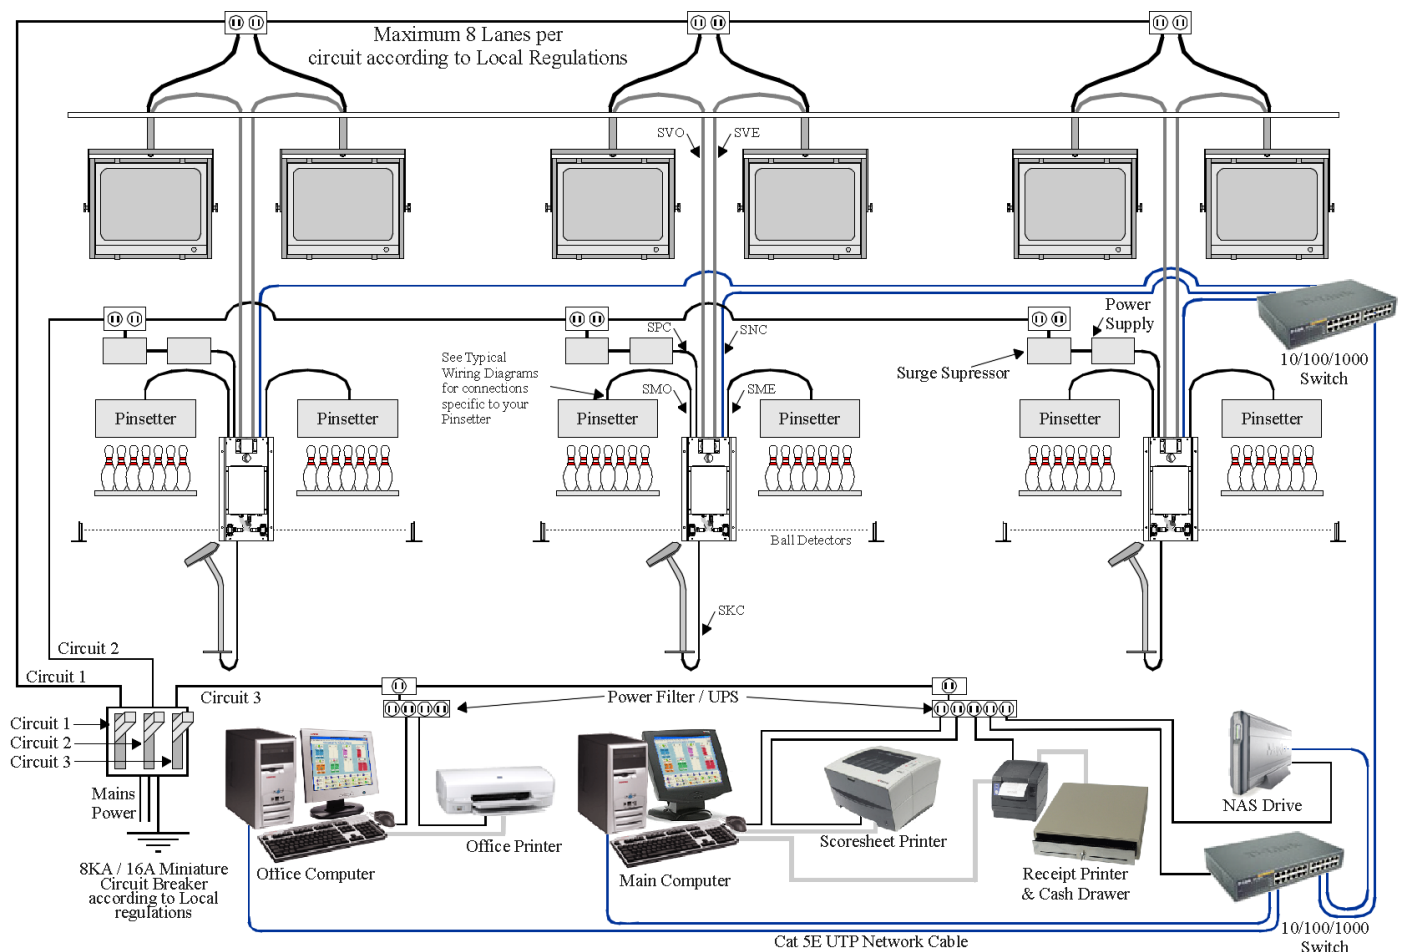 Maximum 8 Lanes per
circuit according to Local Regulations
SVO
SVE
Power
Supply
D-Link
10/100/1000
Switch
SPC
SNC
See Typical
Wiring Diagrams
for connections
specific to your
Pinsetter
Surge Supressor
SMO
SME
Pinsetter
Pinsetter
Pinsetter
Pinsetter
Pinsetter
Pinsetter
Ball Detectors
SKC
Circuit 2
Circuit 1
Circuit 3
Power Filter / UPS
Circuit 1
Circuit 2
Circuit 3
Mains
Power
NAS Drive
Office Printer
Scoresheet Printer
8KA / 16A Miniature
Circuit Breaker
according to Local
regulations
Office Computer
Main Computer
Receipt Printer
& Cash Drawer
D-Link
10/100/1000
Switch
Cat 5E UTP Network Cable